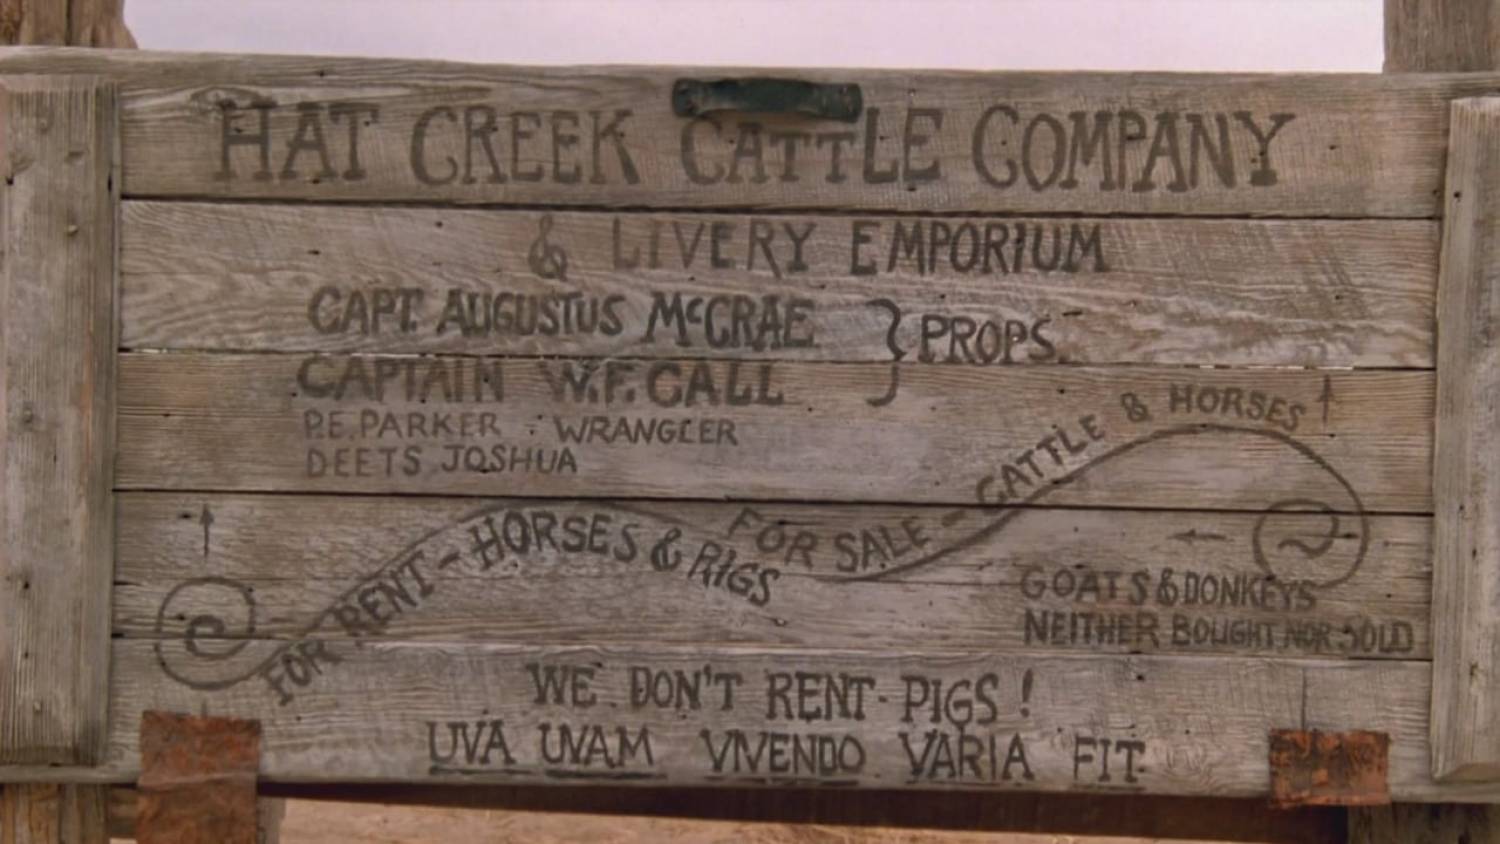 HAT CREEK CATTLE COMPANY
& LIVERY EMPORIUM
CAPT. AUGUSTUS McCRAE
CAPTAIN W.F. CALL } PROPS.
P.E. PARKER - WRANGLER
DEETS JOSHUA
FOR RENT - HORSES & RIGS
FOR SALE - CATTLE & HORSES
GOATS & DONKEYS
NEITHER BOUGHT NOR SOLD
WE DON'T RENT PIGS!
UVA UVAM VIVENDO VARIA FIT